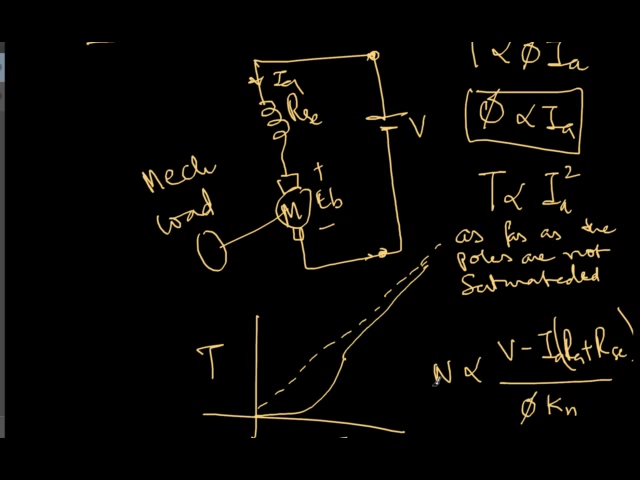 T ∝ ϕ Ia
Ia
Rse
ϕ ∝ Ia
V
Mech
Load
+
M
Eb
−
T ∝ Ia²
as far as the
poles are not
Saturateded
T
N ∝ V - Ia(Ra+Rse)
ϕ Kn